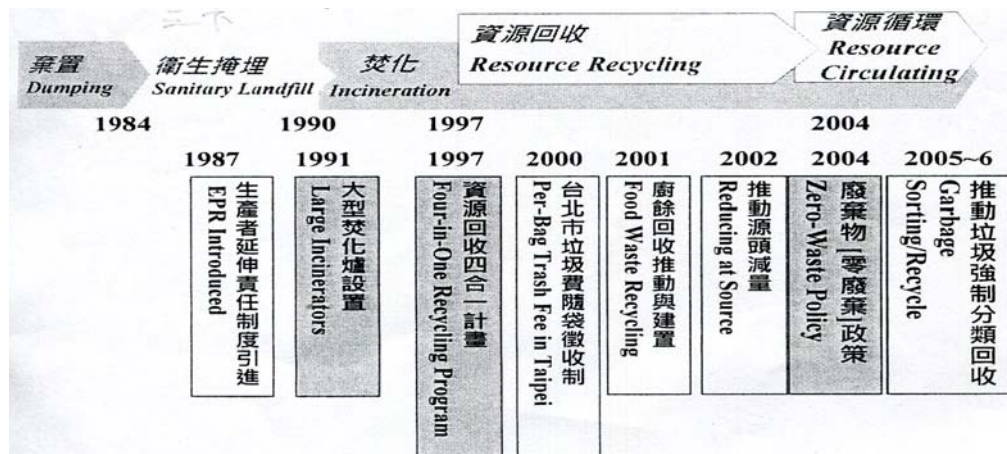 棄置
Dumping
衛生掩埋
Sanitary Landfill
焚化
Incineration
資源回收
Resource Recycling
資源循環
Resource
Circulating
1984
1990
1997
2004
1987
1991
1997
2000
2001
2002
2004
2005~6
生產者延伸責任制度引進
EPR Introduced
大型焚化爐設置
Large Incinerators
資源回收四合一計畫
Four-in-One Recycling Program
台北市垃圾費隨袋徵收制
Per-Bag Trash Fee in Taipei
廚餘回收推動與建置
Food Waste Recycling
推動源頭減量
Reducing at Source
廢棄物「零廢棄」政策
Zero-Waste Policy
推動垃圾強制分類回收
Garbage
Sorting/Recycle